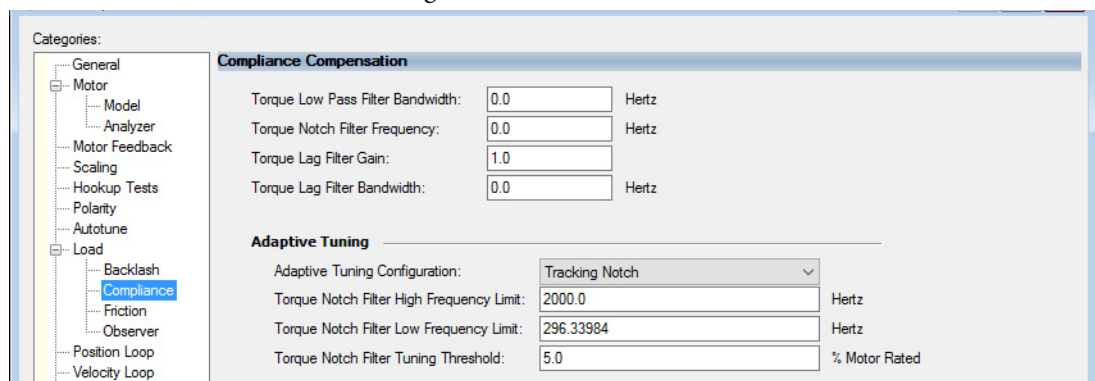 Categories:
General
Motor
Model
Analyzer
Motor Feedback
Scaling
Hookup Tests
Polarity
Autotune
Load
Backlash
Compliance
Friction
Observer
Position Loop
Velocity Loop
Compliance Compensation
Torque Low Pass Filter Bandwidth: 0.0 Hertz
Torque Notch Filter Frequency: 0.0 Hertz
Torque Lag Filter Gain: 1.0
Torque Lag Filter Bandwidth: 0.0 Hertz
Adaptive Tuning
Adaptive Tuning Configuration: Tracking Notch
Torque Notch Filter High Frequency Limit: 2000.0 Hertz
Torque Notch Filter Low Frequency Limit: 296.33984 Hertz
Torque Notch Filter Tuning Threshold: 5.0 % Motor Rated